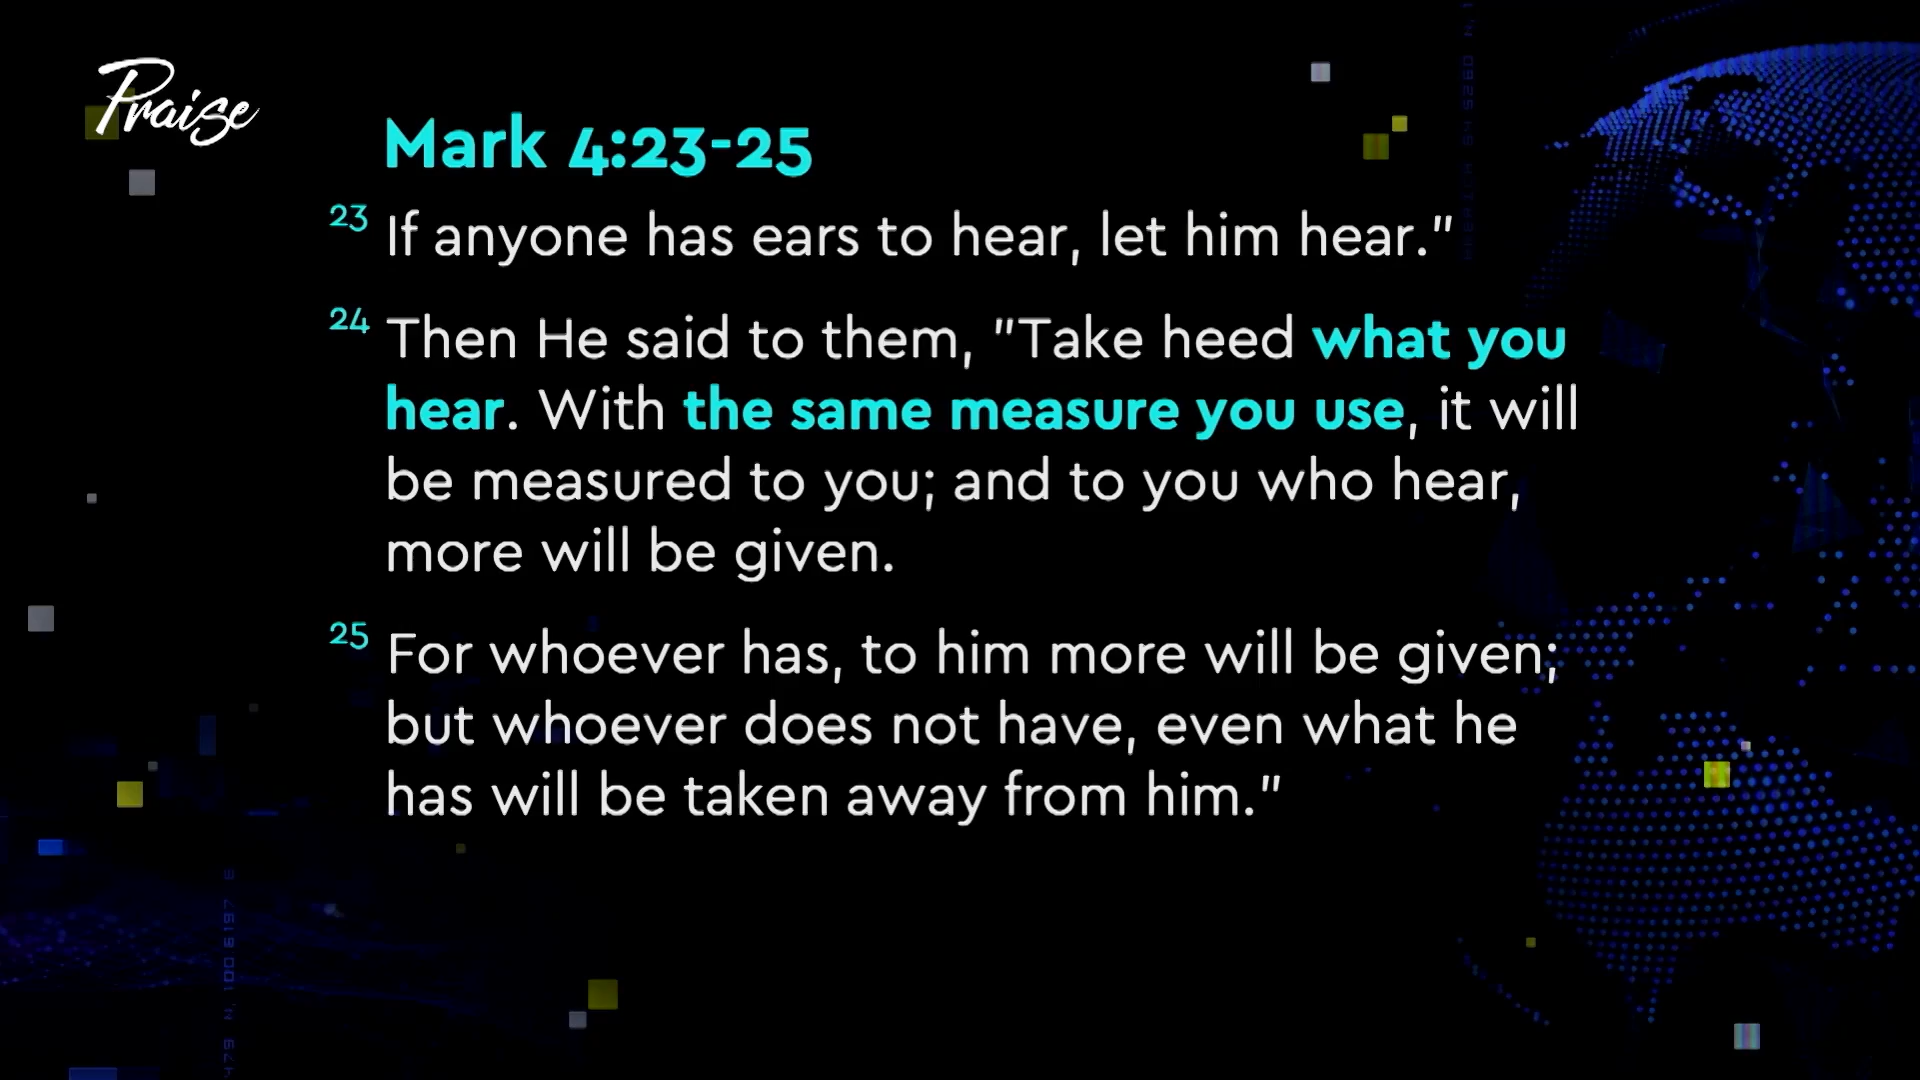 Praise
Mark 4:23-25
23 If anyone has ears to hear, let him hear."
24 Then He said to them, "Take heed what you
hear. With the same measure you use, it will
be measured to you; and to you who hear,
more will be given.
25 For whoever has, to him more will be given;
but whoever does not have, even what he
has will be taken away from him."